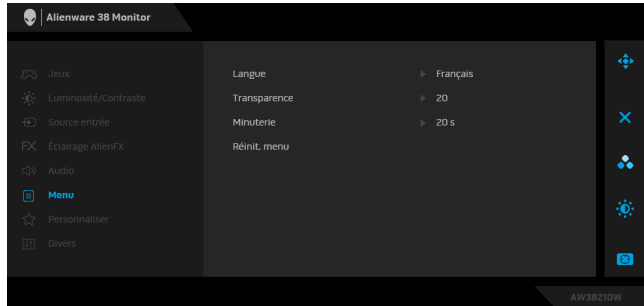 Alienware 38 Monitor
Jeux
Luminosité/Contraste
Source entrée
Éclairage AlienFX
Audio
Menu
Personnaliser
Divers
Langue Français
Transparence 20
Minuterie 20 s
Réinit. menu
AW3821DW